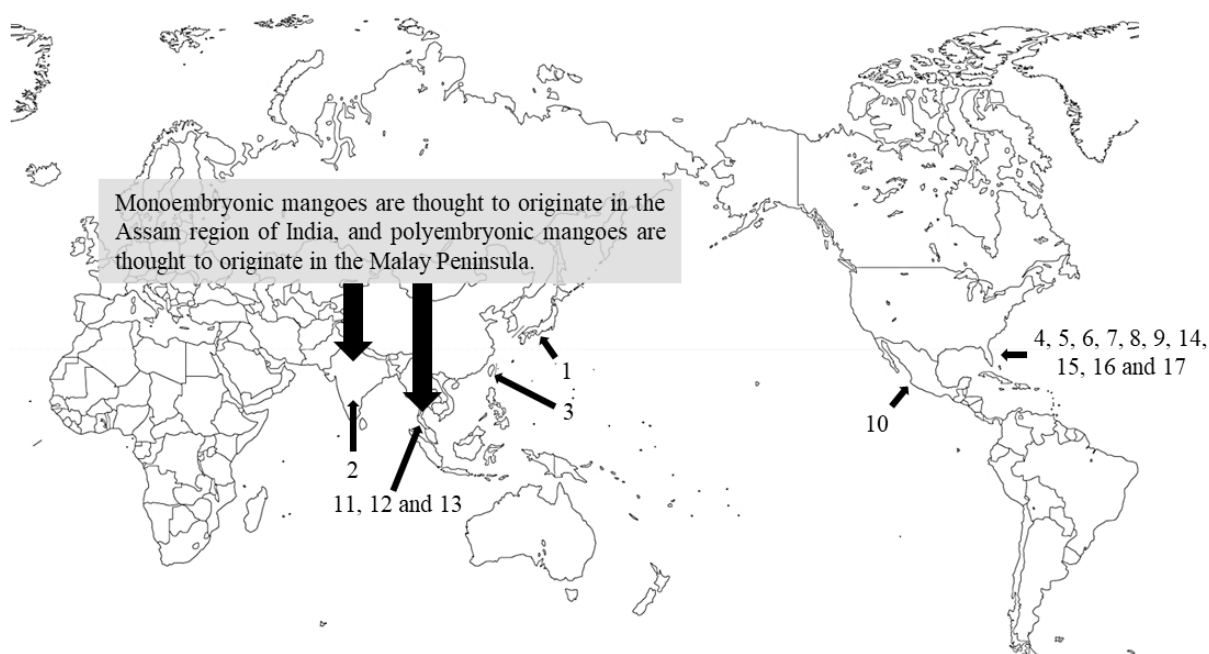 Monoembryonic mangoes are thought to originate in the
Assam region of India, and polyembryonic mangoes are
thought to originate in the Malay Peninsula.
1
4, 5, 6, 7, 8, 9, 14,
15, 16 and 17
3
10
2
11, 12 and 13